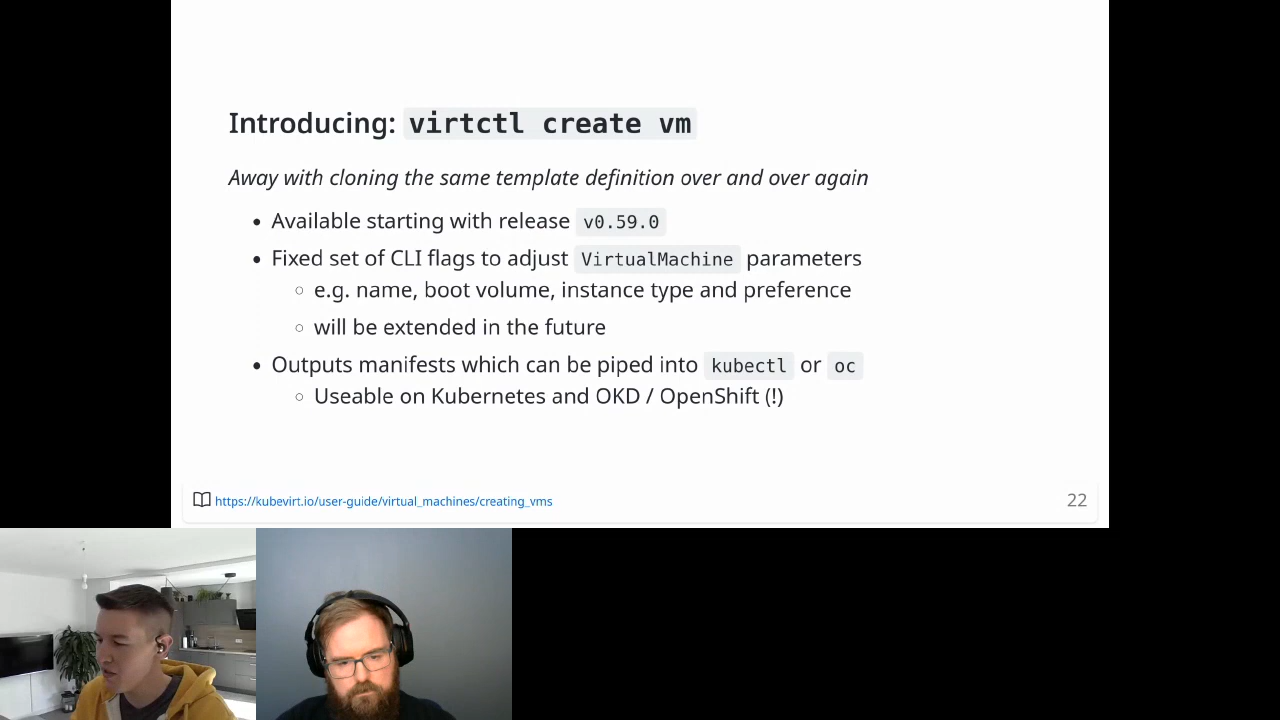 Introducing: virtctl create vm
Away with cloning the same template definition over and over again
• Available starting with release v0.59.0
• Fixed set of CLI flags to adjust VirtualMachine parameters
◦ e.g. name, boot volume, instance type and preference
◦ will be extended in the future
• Outputs manifests which can be piped into kubectl or oc
◦ Useable on Kubernetes and OKD / OpenShift (!)
https://kubevirt.io/user-guide/virtual_machines/creating_vms
22